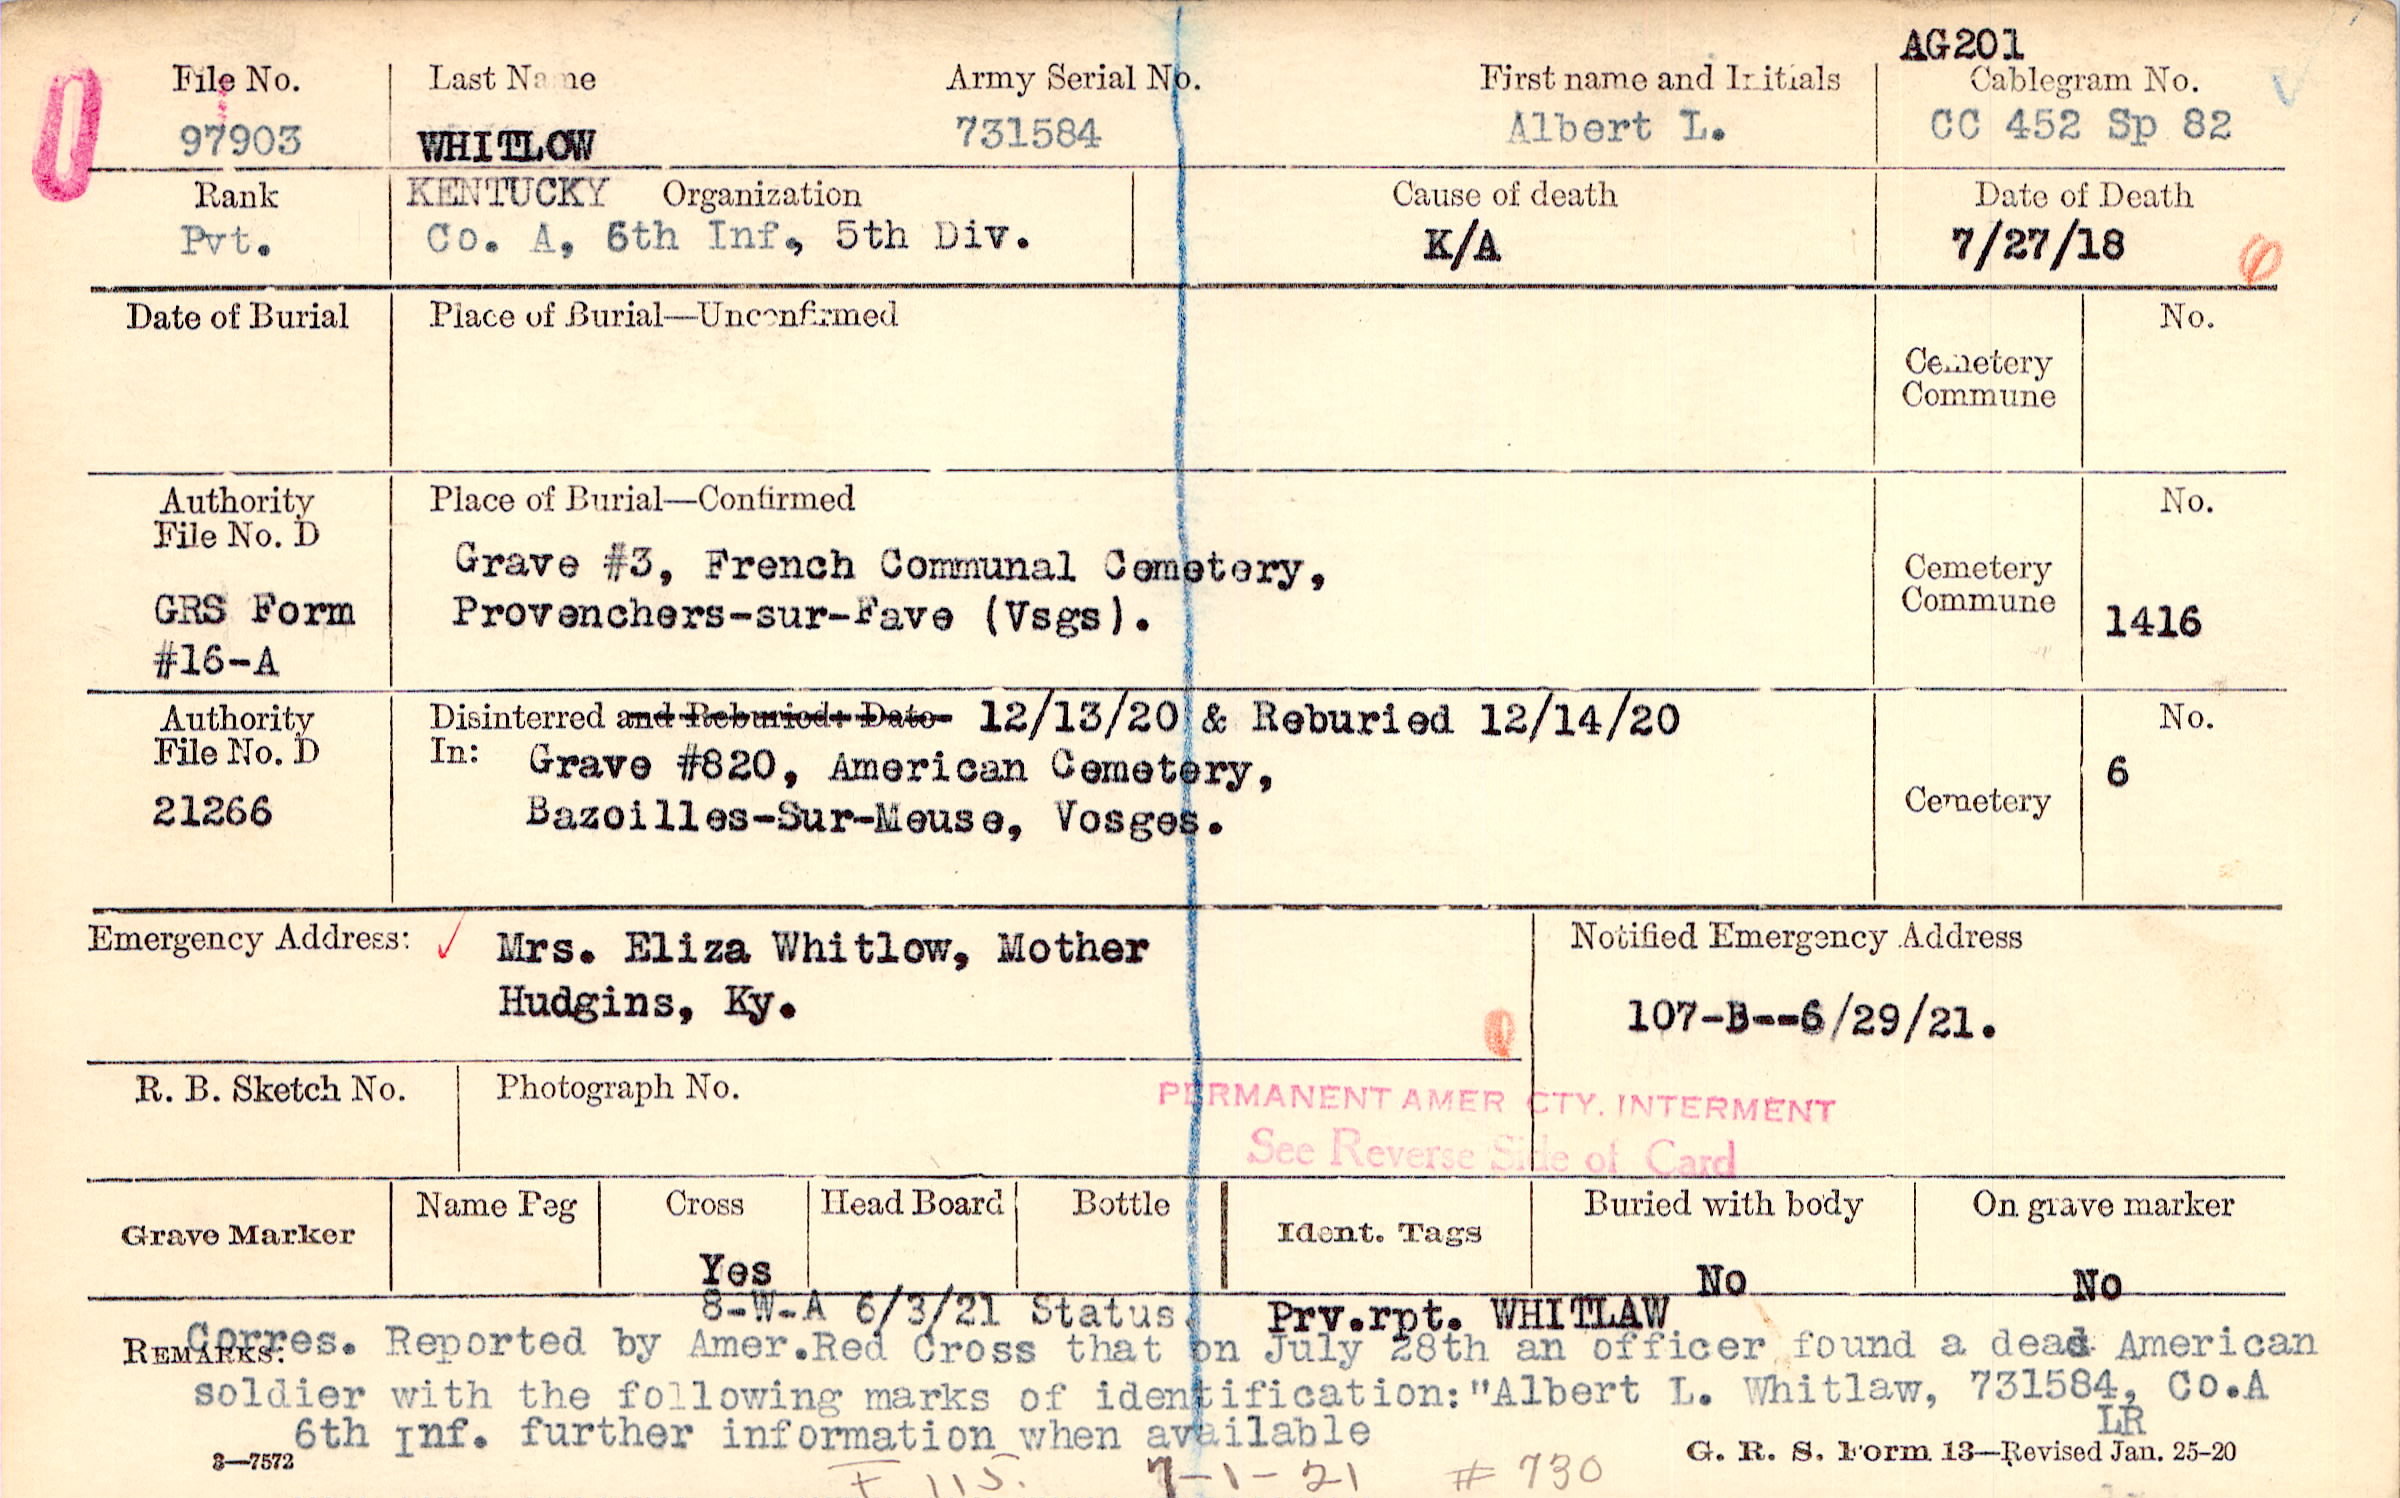 AG201
File No. Last Name Army Serial No. First name and Initials Cablegram No.
97903 WHITLOW 731584 Albert L. CC 452 Sp 82
Rank KENTUCKY Organization Cause of death Date of Death
Pvt. Co. A, 6th Inf, 5th Div. K/A 7/27/18
Date of Burial Place of Burial—Unconfirmed No.
Cemetery
Commune
Authority Place of Burial—Confirmed No.
File No. D
Grave #3, French Communal Cemetery, Cemetery
GRS Form Provenchers-sur-Fave (Vsgs). Commune 1416
#16-A
Authority Disinterred and Reburied: Date 12/13/20 & Reburied 12/14/20 No.
File No. D In: Grave #820, American Cemetery, 6
21266 Bazoilles-Sur-Meuse, Vosges. Cemetery
Emergency Address: Mrs. Eliza Whitlow, Mother Notified Emergency Address
Hudgins, Ky. 107-B--6/29/21.
R. B. Sketch No. Photograph No.
PERMANENT AMER CTY. INTERMENT
See Reverse Side of Card
Grave Marker Name Peg Cross Head Board Bottle Ident. Tags Buried with body On grave marker
Yes No No
8-W-A 6/3/21 Status. Prv.rpt. WHITLAW
REMARKS: Corres. Reported by Amer.Red Cross that on July 28th an officer found a dead American
soldier with the following marks of identification:"Albert L. Whitlaw, 731584, Co.A
6th Inf. further information when available LR
3—7572 G. R. S. Form 13—Revised Jan. 25-20
F 115. 7-1-21 # 730